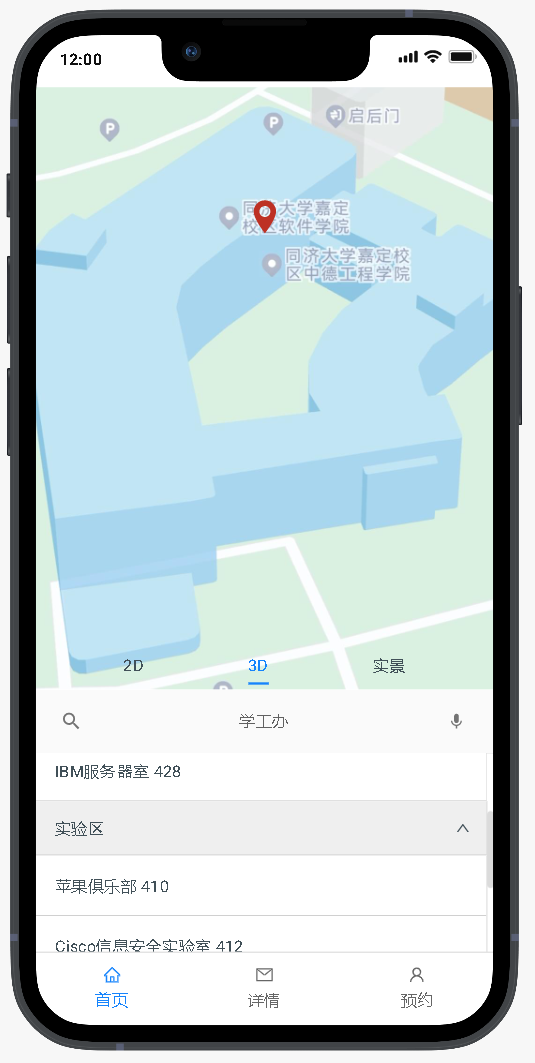 12:00
P
P
启后门
同济大学嘉定
校区软件学院
同济大学嘉定校
区中德工程学院
2D
3D
实景
学工办
IBM服务器室 428
实验区
苹果俱乐部 410
Cisco信息安全实验室 412
首页
详情
预约